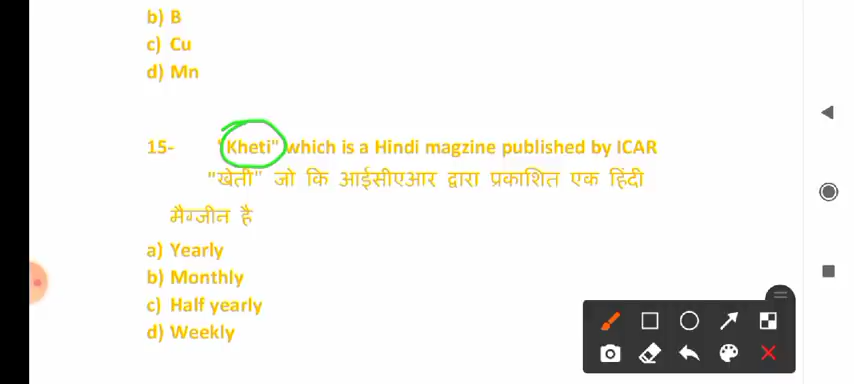 b) B
c) Cu
d) Mn
15- "Kheti" which is a Hindi magzine published by ICAR
"खेती" जो कि आईसीएआर द्वारा प्रकाशित एक हिंदी
मैग्जीन है
a) Yearly
b) Monthly
c) Half yearly
d) Weekly